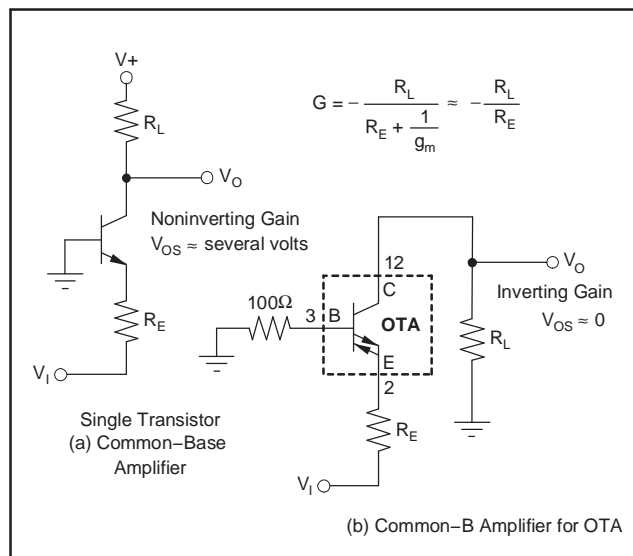 V+
R_L
V_O
Noninverting Gain
V_OS ≈ several volts
R_E
V_I
Single Transistor
(a) Common−Base
Amplifier
G = − R_L / (R_E + 1/g_m) ≈ − R_L / R_E
100Ω
3
B
12
C
OTA
E
2
R_E
V_I
V_O
Inverting Gain
V_OS ≈ 0
R_L
(b) Common−B Amplifier for OTA